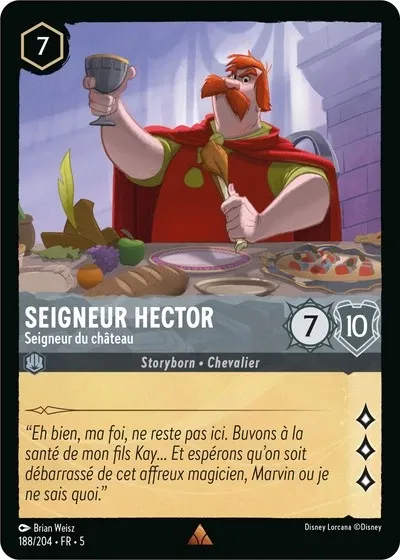 7
SEIGNEUR HECTOR
Seigneur du château
7
10
Storyborn • Chevalier
“Eh bien, ma foi, ne reste pas ici. Buvons à la
santé de mon fils Kay... Et espérons qu’on soit
débarrassé de cet affreux magicien, Marvin ou je
ne sais quoi.”
Brian Weisz
188/204 • FR • 5
Disney Lorcana ©Disney